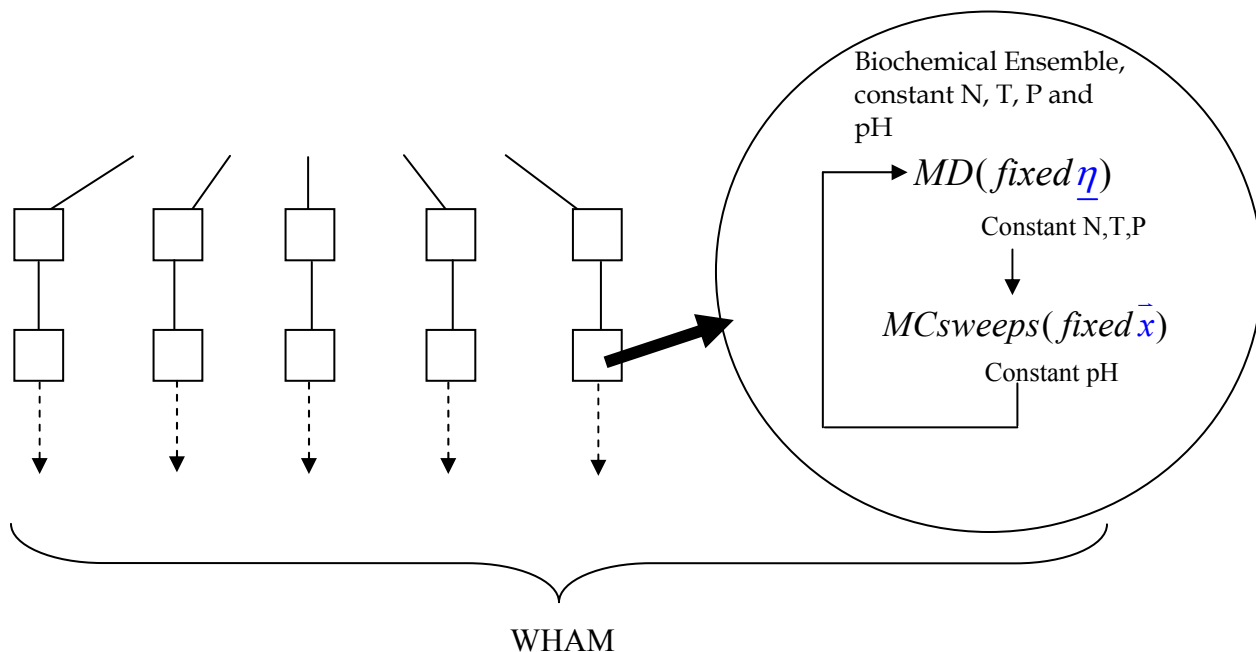 Biochemical Ensemble,
constant N, T, P and
pH
MD(fixed η)
Constant N,T,P
MCsweeps(fixed x⃗)
Constant pH
WHAM